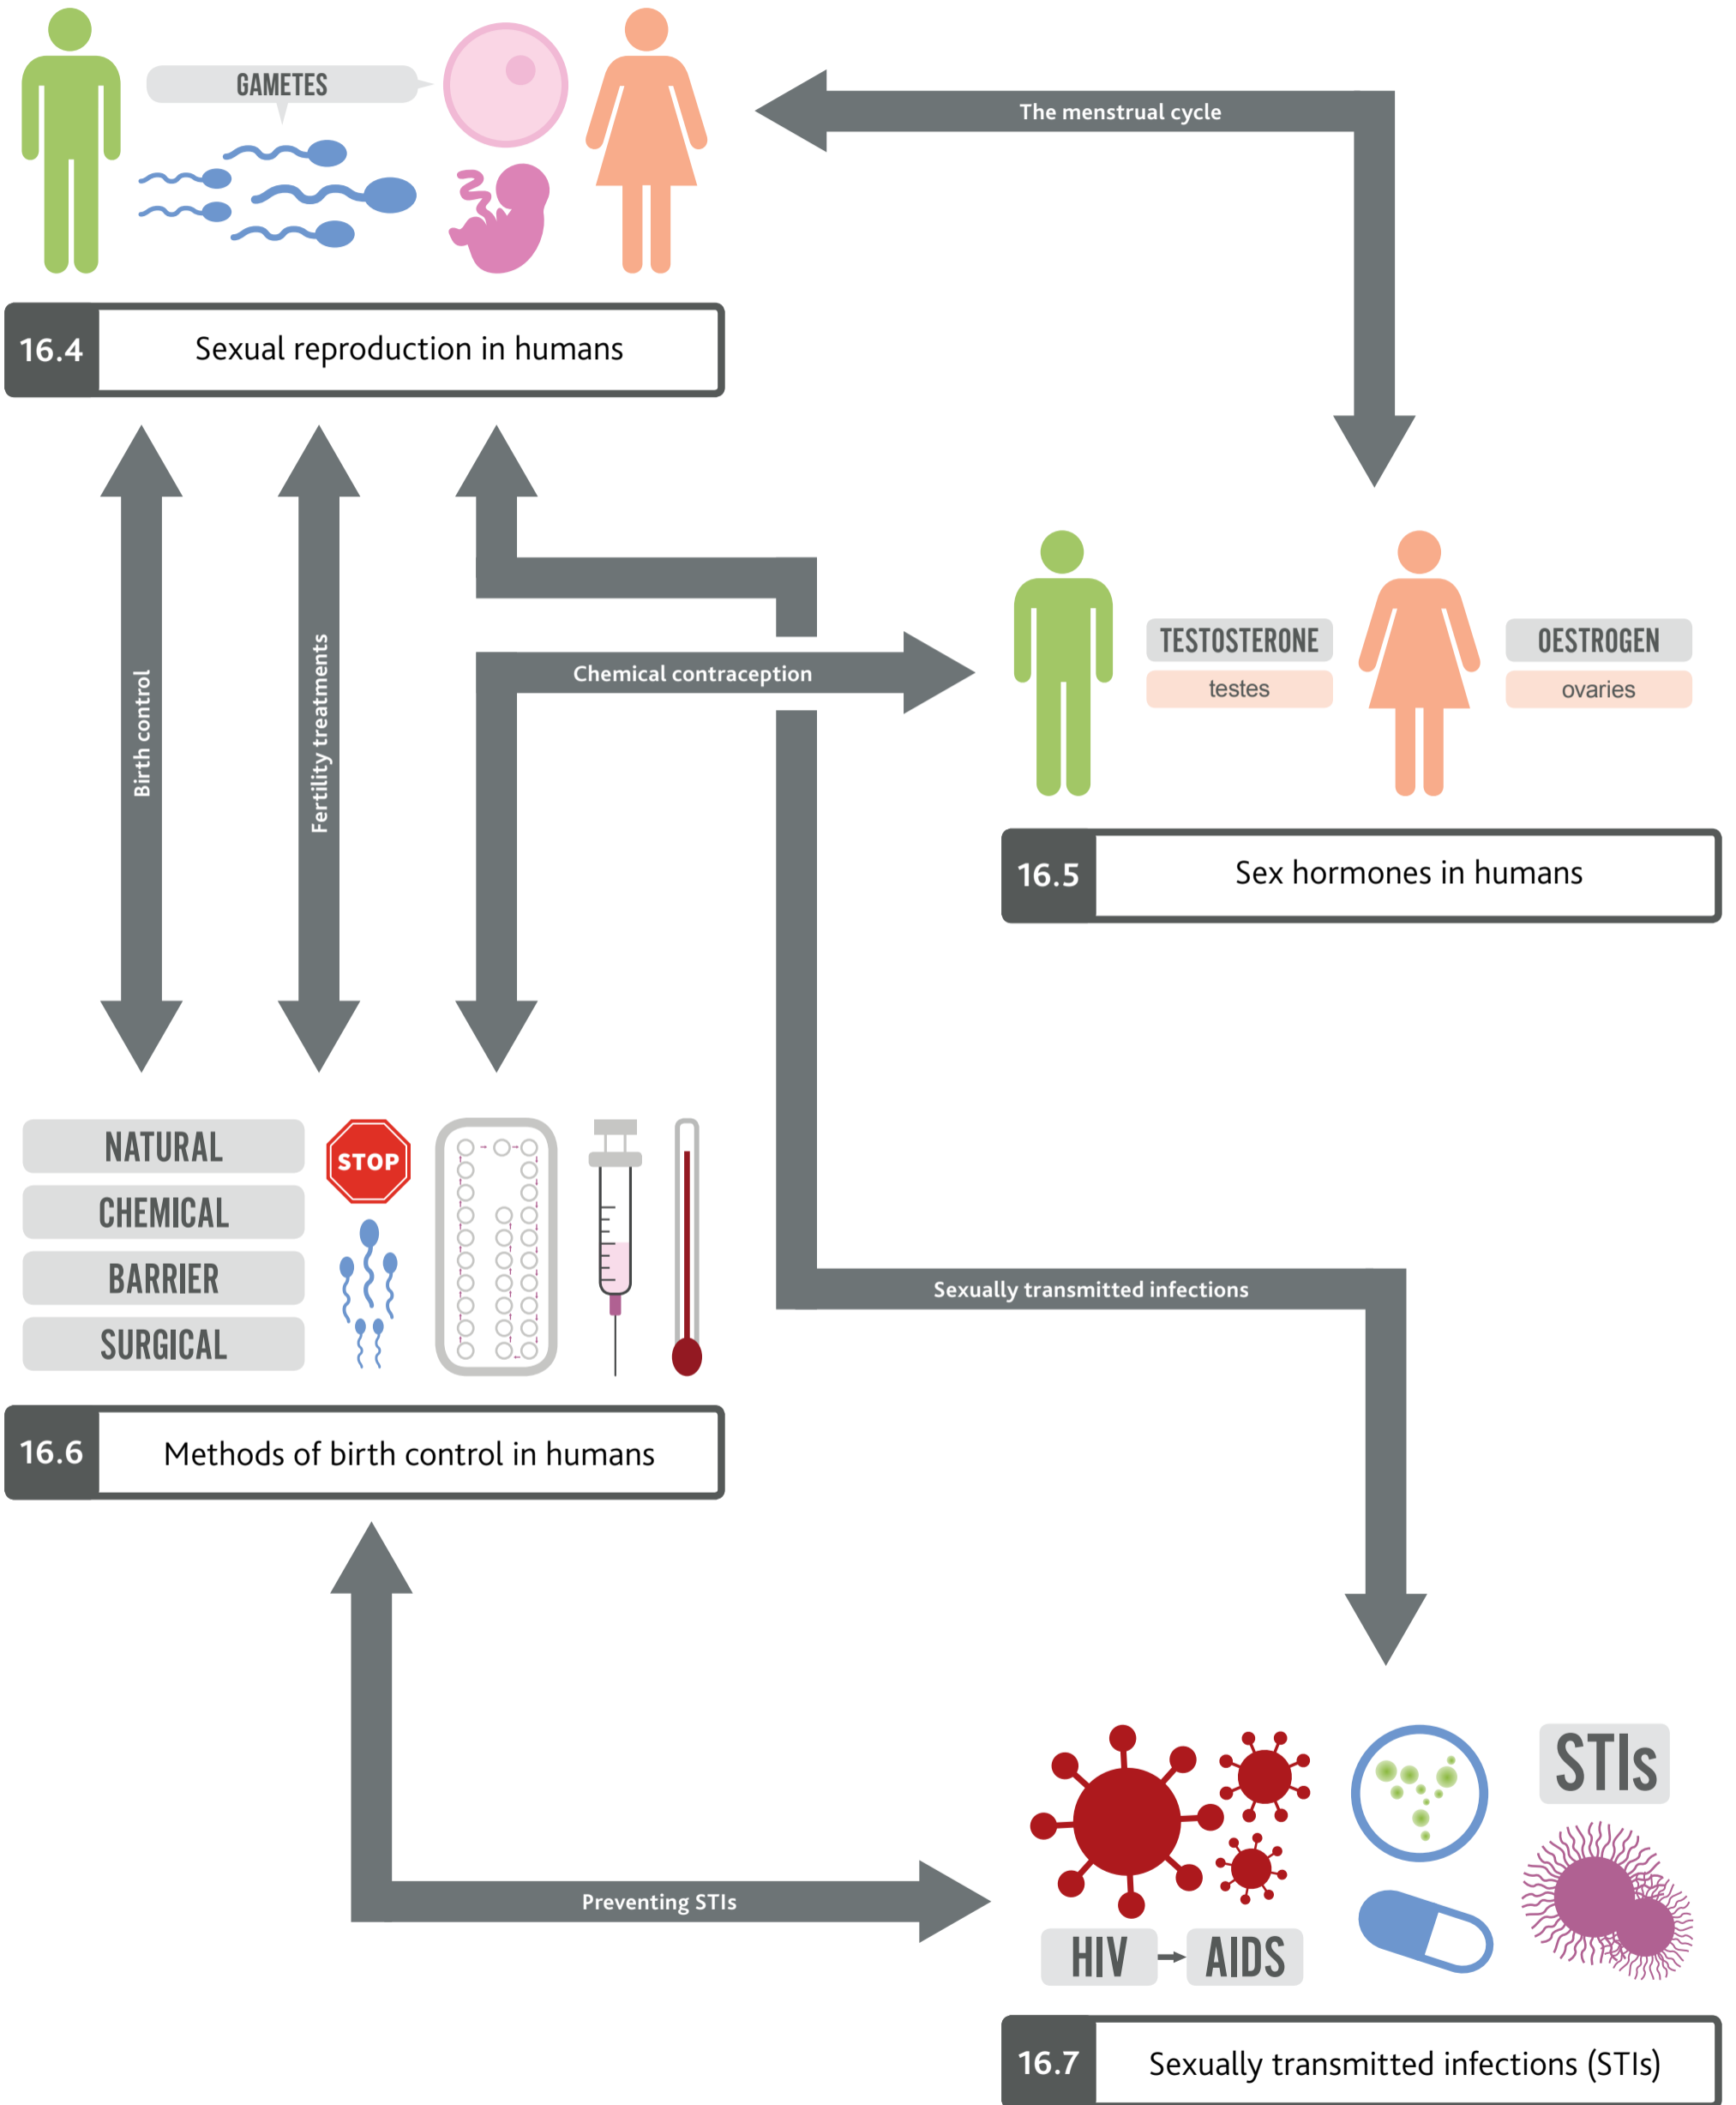 GAMETES
The menstrual cycle
16.4
Sexual reproduction in humans
Birth control
Fertility treatments
Chemical contraception
TESTOSTERONE
testes
OESTROGEN
ovaries
16.5
Sex hormones in humans
NATURAL
CHEMICAL
BARRIER
SURGICAL
STOP
Sexually transmitted infections
16.6
Methods of birth control in humans
Preventing STIs
STIs
HIV
AIDS
16.7
Sexually transmitted infections (STIs)